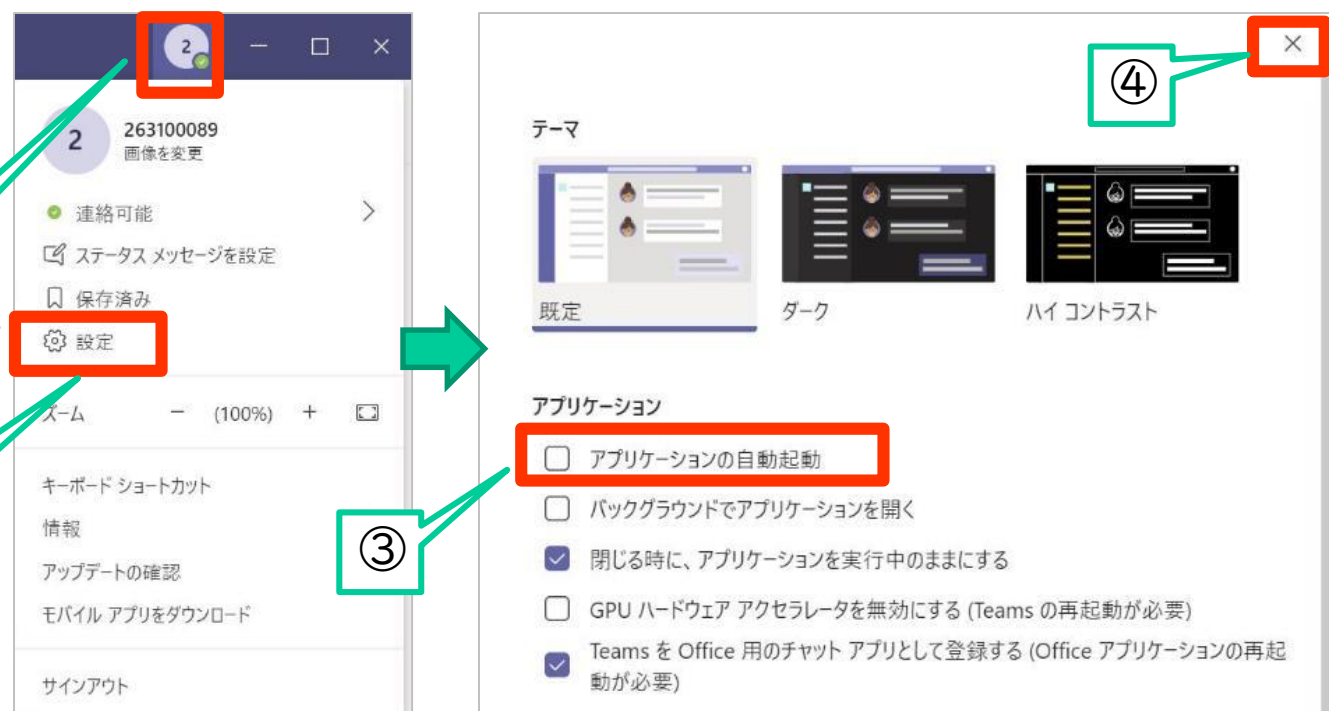 2
2
263100089
画像を変更
連絡可能
ステータス メッセージを設定
保存済み
設定
ズーム - (100%) +
キーボード ショートカット
情報
アップデートの確認
モバイル アプリをダウンロード
サインアウト
④
テーマ
既定 ダーク ハイ コントラスト
アプリケーション
アプリケーションの自動起動
バックグラウンドでアプリケーションを開く
③
閉じる時に、アプリケーションを実行中のままにする
GPU ハードウェア アクセラレータを無効にする (Teams の再起動が必要)
Teams を Office 用のチャット アプリとして登録する (Office アプリケーションの再起
動が必要)